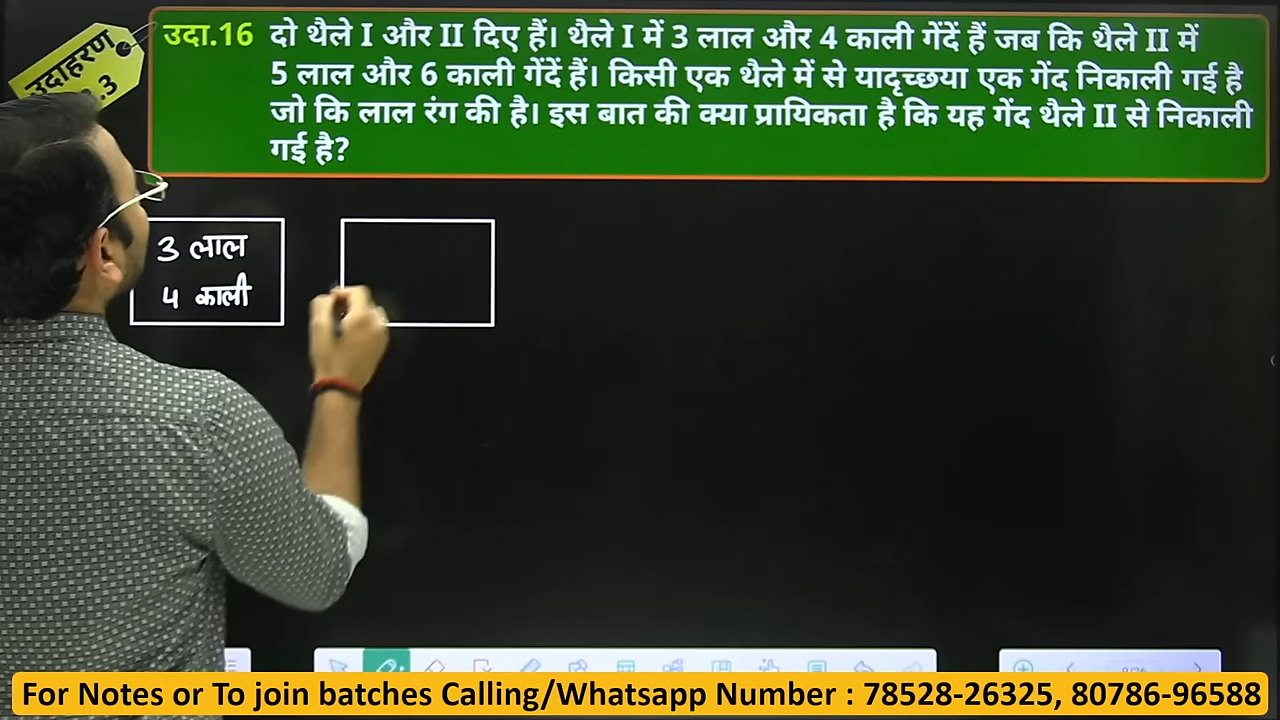 उदाहरण
.3
उदा.16 दो थैले I और II दिए हैं। थैले I में 3 लाल और 4 काली गेंदें हैं जब कि थैले II में
5 लाल और 6 काली गेंदें हैं। किसी एक थैले में से यादृच्छया एक गेंद निकाली गई है
जो कि लाल रंग की है। इस बात की क्या प्रायिकता है कि यह गेंद थैले II से निकाली
गई है?
3 लाल
4 काली
For Notes or To join batches Calling/Whatsapp Number : 78528-26325, 80786-96588